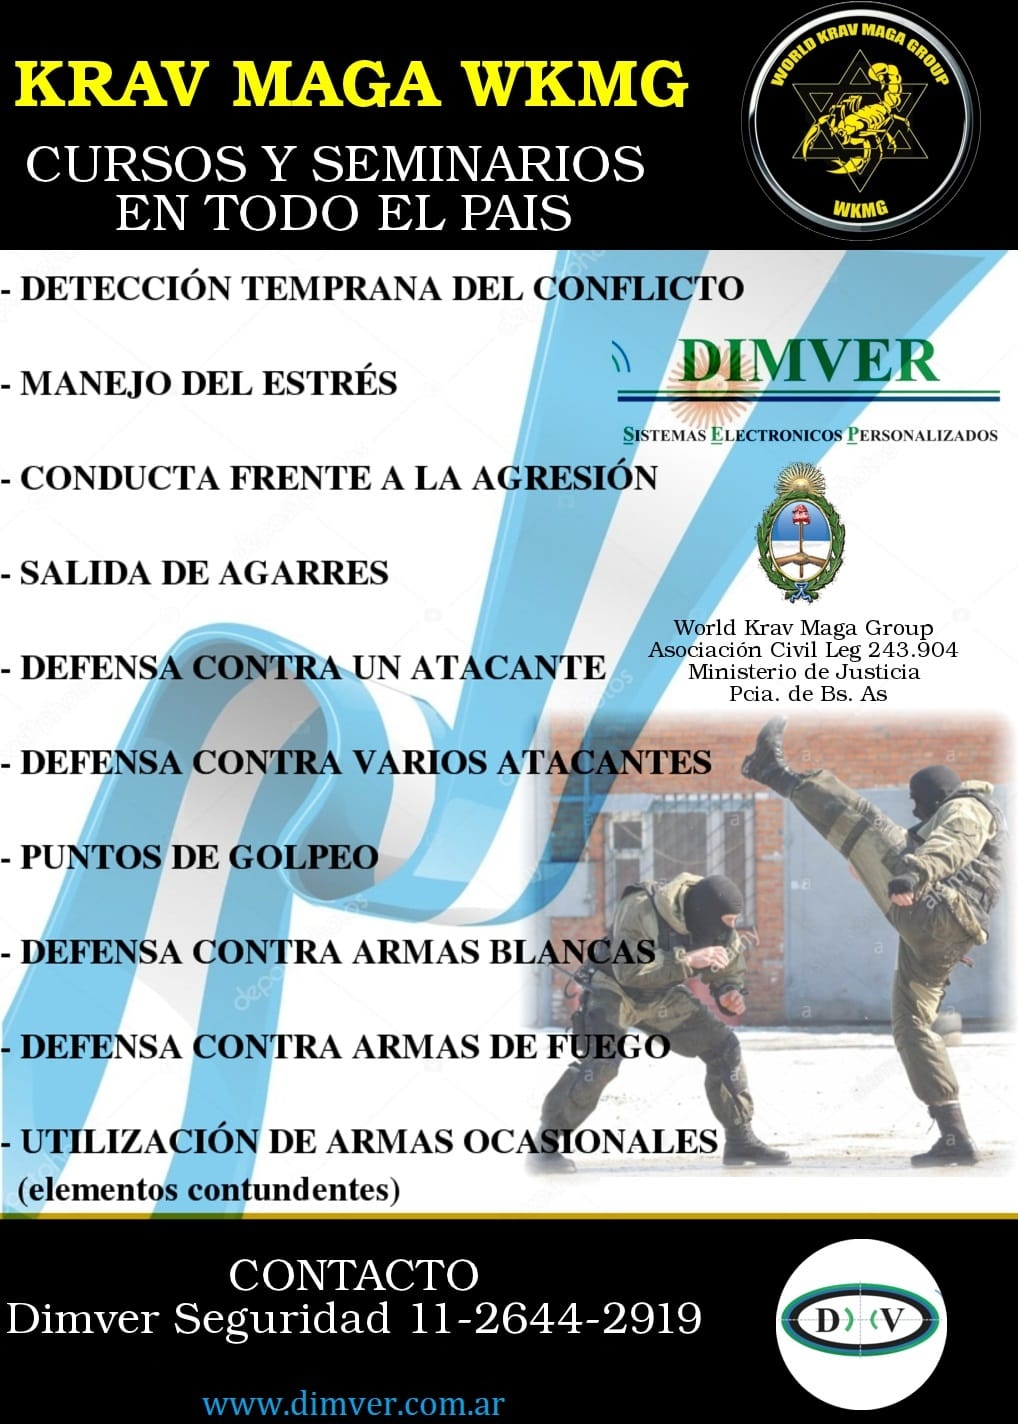 KRAV MAGA WKMG
CURSOS Y SEMINARIOS
EN TODO EL PAIS
WORLD KRAV MAGA GROUP
WKMG
- DETECCIÓN TEMPRANA DEL CONFLICTO
- MANEJO DEL ESTRÉS
- CONDUCTA FRENTE A LA AGRESIÓN
- SALIDA DE AGARRES
- DEFENSA CONTRA UN ATACANTE
- DEFENSA CONTRA VARIOS ATACANTES
- PUNTOS DE GOLPEO
- DEFENSA CONTRA ARMAS BLANCAS
- DEFENSA CONTRA ARMAS DE FUEGO
- UTILIZACIÓN DE ARMAS OCASIONALES
(elementos contundentes)
DIMVER
SISTEMAS ELECTRONICOS PERSONALIZADOS
World Krav Maga Group
Asociación Civil Leg 243.904
Ministerio de Justicia
Pcia. de Bs. As
CONTACTO
Dimver Seguridad 11-2644-2919
www.dimver.com.ar
D V